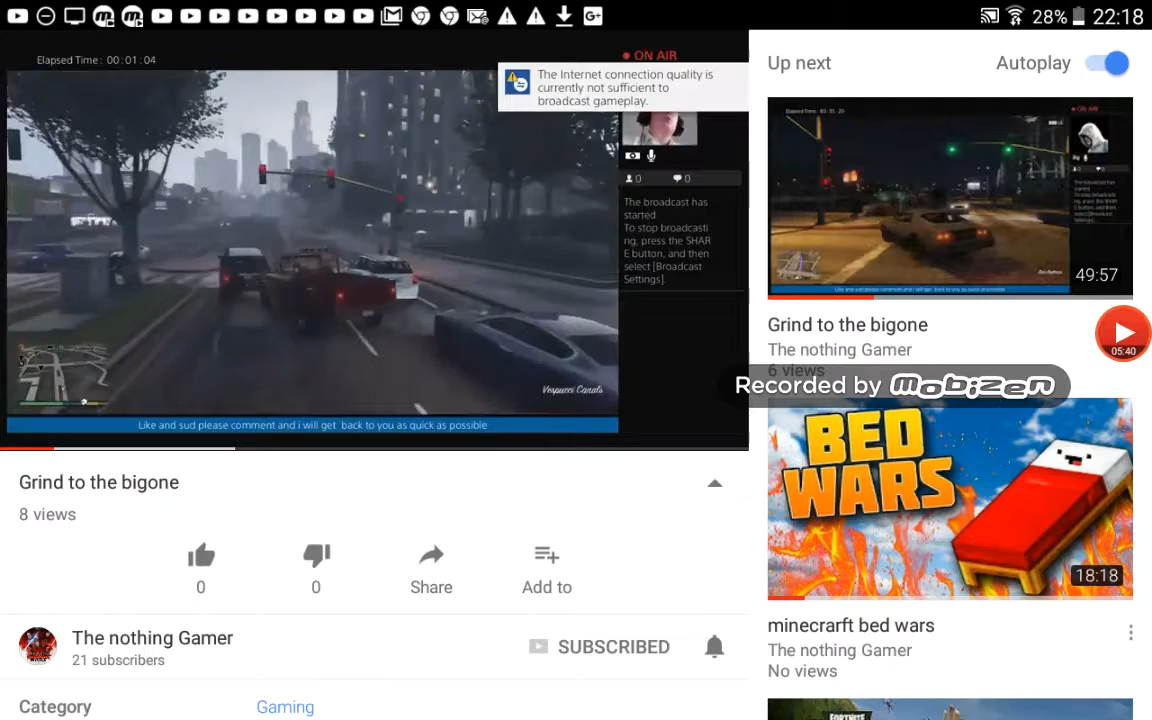 28% 22:18
Elapsed Time : 00:01:04
ON AIR
The Internet connection quality is
currently not sufficient to
broadcast gameplay.
0 0
The broadcast has
started
To stop broadcasti
ng, press the SHAR
E button, and then
select [Broadcast
Settings].
Vespucci Canals
Like and sud please comment and i will get back to you as quick as possible
Grind to the bigone
8 views
0
0
Share
Add to
The nothing Gamer
21 subscribers
SUBSCRIBED
Category
Gaming
Up next
Autoplay
ON AIR
49:57
Grind to the bigone
The nothing Gamer
6 views
05:40
Recorded by mobizen
BED
WARS
18:18
minecrarft bed wars
The nothing Gamer
No views
FORTNITE